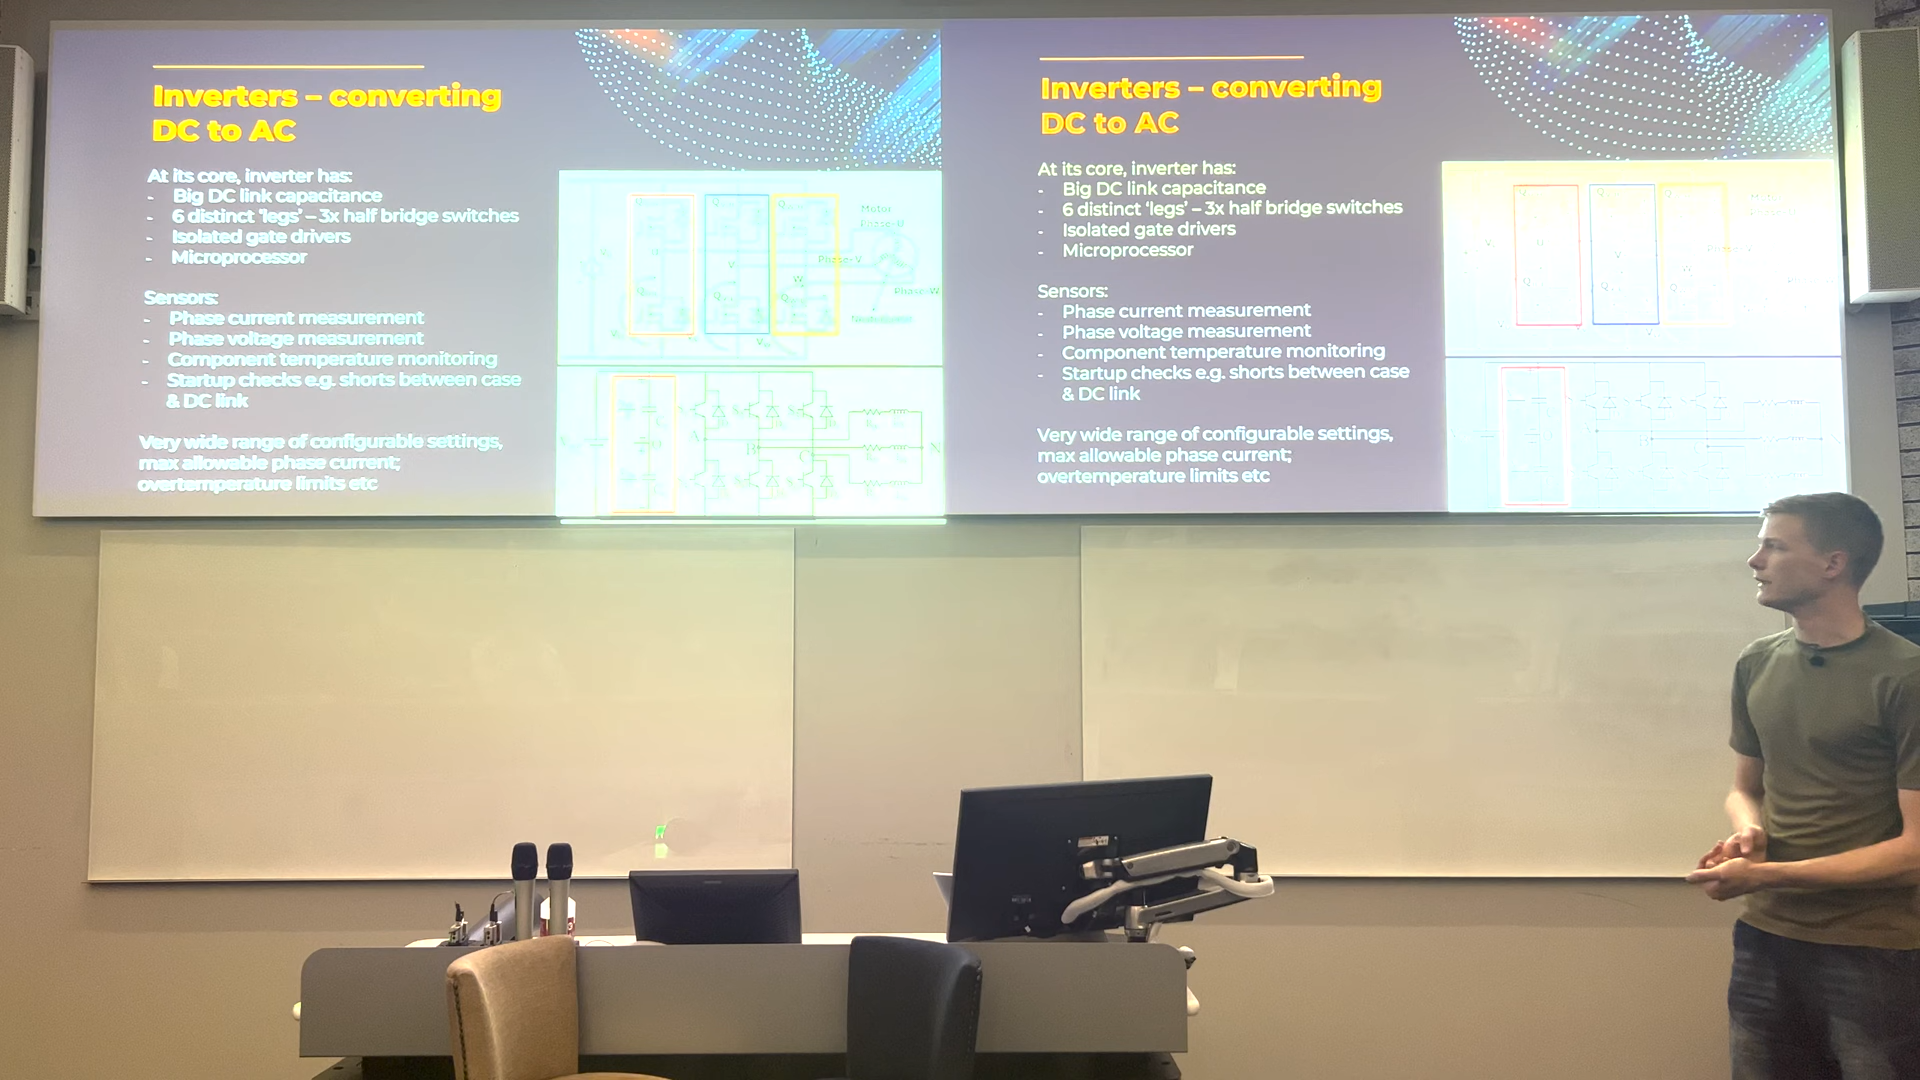 Inverters – converting
DC to AC
At its core, inverter has:
- Big DC link capacitance
- 6 distinct ‘legs’ – 3x half bridge switches
- Isolated gate drivers
- Microprocessor
Sensors:
- Phase current measurement
- Phase voltage measurement
- Component temperature monitoring
- Startup checks e.g. shorts between case
& DC link
Very wide range of configurable settings,
max allowable phase current;
overtemperature limits etc
Motor
Phase-U
Phase-V
Phase-W
Inverters – converting
DC to AC
At its core, inverter has:
- Big DC link capacitance
- 6 distinct ‘legs’ – 3x half bridge switches
- Isolated gate drivers
- Microprocessor
Sensors:
- Phase current measurement
- Phase voltage measurement
- Component temperature monitoring
- Startup checks e.g. shorts between case
& DC link
Very wide range of configurable settings,
max allowable phase current;
overtemperature limits etc
Phase-V